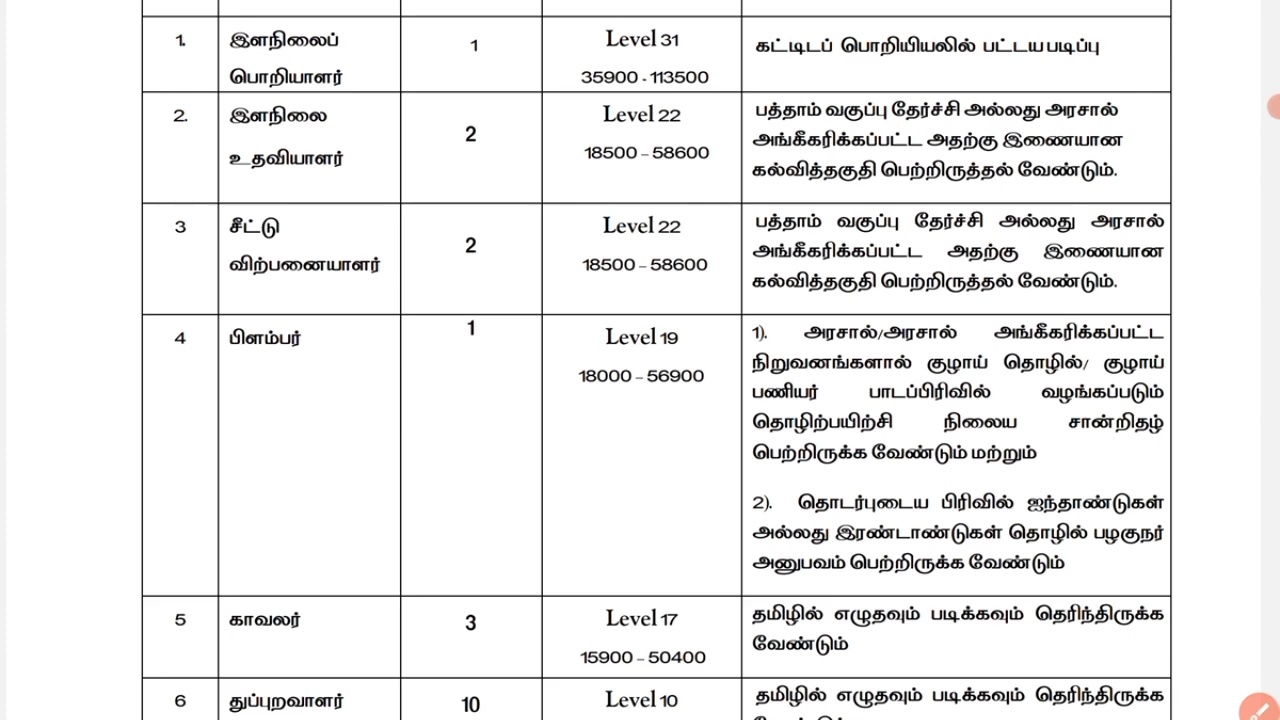 1. இளநிலைப் 1 Level 31 கட்டிடப் பொறியியலில் பட்டயபடிப்பு
பொறியாளர் 35900 - 113500
2. இளநிலை 2 Level 22 பத்தாம் வகுப்பு தேர்ச்சி அல்லது அரசால்
உதவியாளர் 18500 – 58600 அங்கீகரிக்கப்பட்ட அதற்கு இணையான
கல்வித்தகுதி பெற்றிருத்தல் வேண்டும்.
3 சீட்டு 2 Level 22 பத்தாம் வகுப்பு தேர்ச்சி அல்லது அரசால்
விற்பனையாளர் 18500 – 58600 அங்கீகரிக்கப்பட்ட அதற்கு இணையான
கல்வித்தகுதி பெற்றிருத்தல் வேண்டும்.
4 பிளம்பர் 1 Level 19 1). அரசால்/அரசால் அங்கீகரிக்கப்பட்ட
18000 – 56900 நிறுவனங்களால் குழாய் தொழில்/ குழாய்
பணியர் பாடப்பிரிவில் வழங்கப்படும்
தொழிற்பயிற்சி நிலைய சான்றிதழ்
பெற்றிருக்க வேண்டும் மற்றும்
2). தொடர்புடைய பிரிவில் ஐந்தாண்டுகள்
அல்லது இரண்டாண்டுகள் தொழில் பழகுநர்
அனுபவம் பெற்றிருக்க வேண்டும்
5 காவலர் 3 Level 17 தமிழில் எழுதவும் படிக்கவும் தெரிந்திருக்க
15900 – 50400 வேண்டும்
6 துப்புறவாளர் 10 Level 10 தமிழில் எழுதவும் படிக்கவும் தெரிந்திருக்க